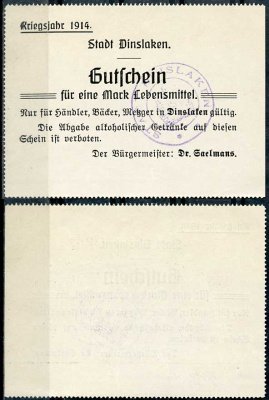 Kriegsjahr 1914.
Stadt Dinslaken.
Gutschein
für eine Mark Lebensmittel.
Nur für Händler, Bäcker, Metzger in Dinslaken gültig.
Die Abgabe alkoholischer Getränke auf diesen
Schein ist verboten.
Der Bürgermeister: Dr. Saelmans.